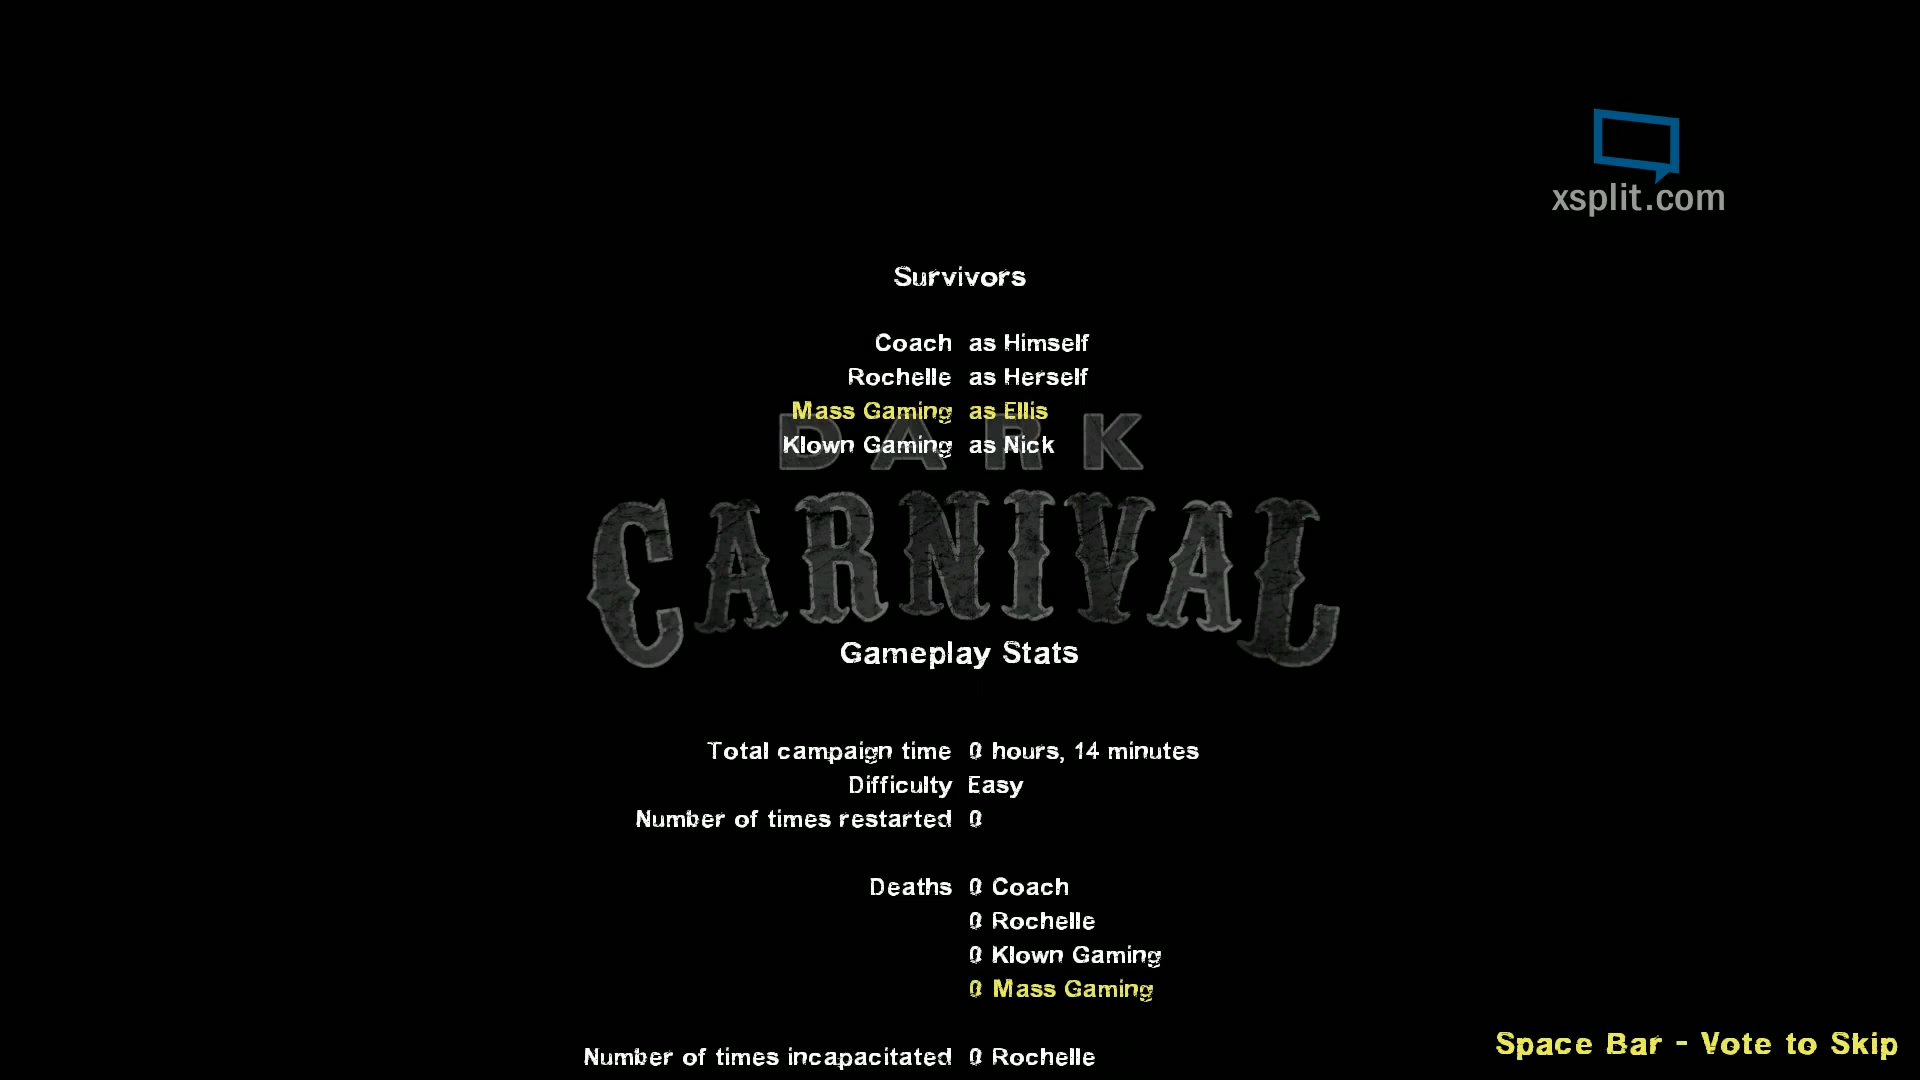 xsplit.com
Survivors
Coach as Himself
Rochelle as Herself
Mass Gaming as Ellis
Klown Gaming as Nick
DARK
CARNIVAL
Gameplay Stats
Total campaign time 0 hours, 14 minutes
Difficulty Easy
Number of times restarted 0
Deaths 0 Coach
0 Rochelle
0 Klown Gaming
0 Mass Gaming
Number of times incapacitated 0 Rochelle
Space Bar - Vote to Skip